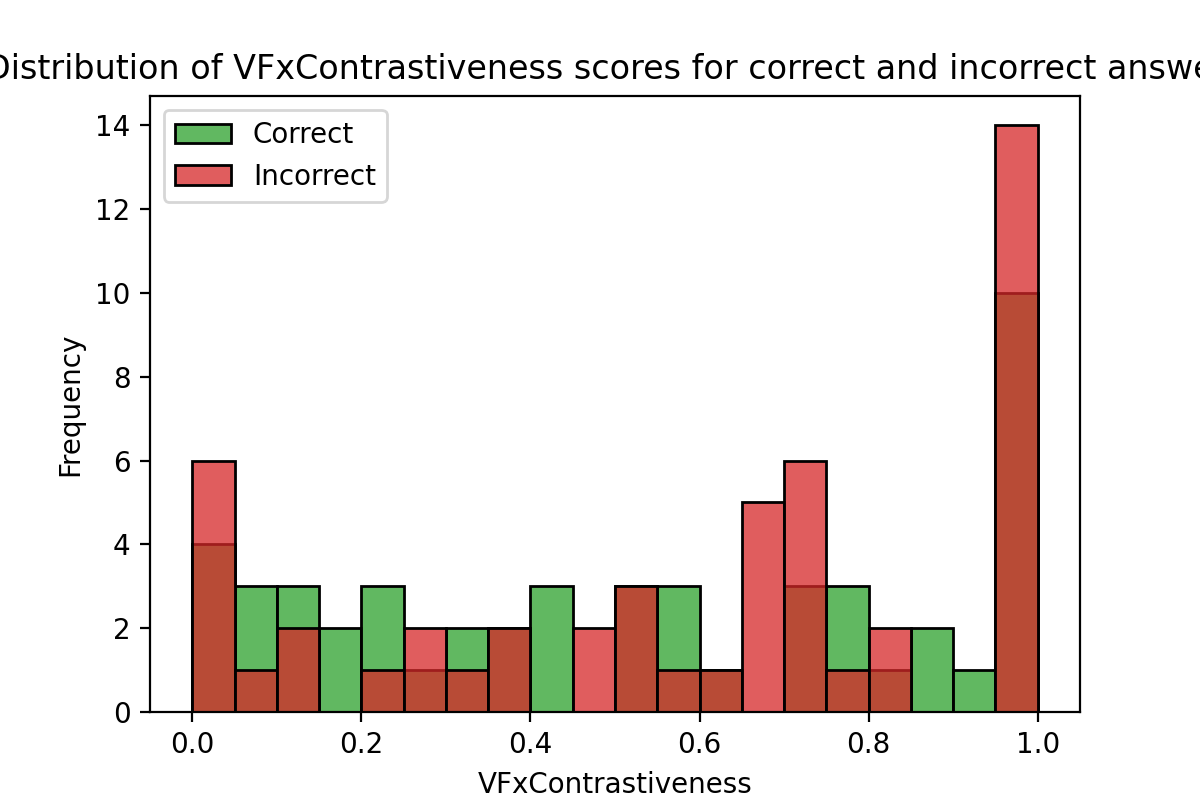 Distribution of VFxContrastiveness scores for correct and incorrect answe
Correct
Incorrect
14
12
10
8
6
4
2
0
Frequency
0.0 0.2 0.4 0.6 0.8 1.0
VFxContrastiveness